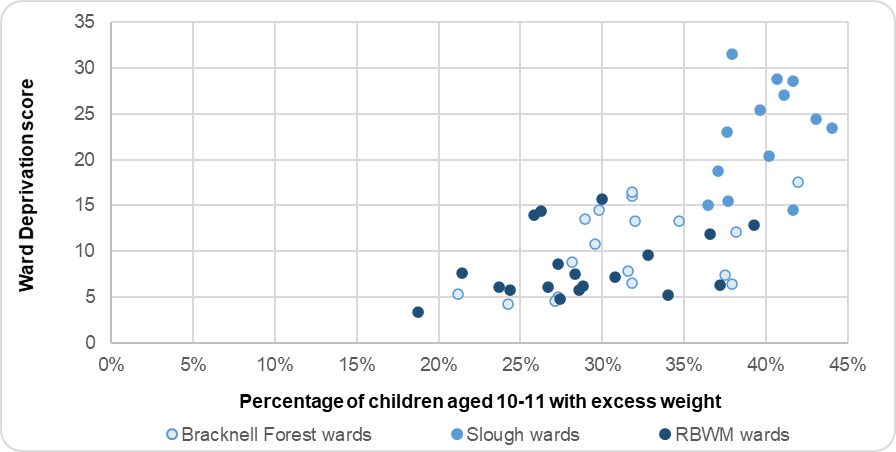 35
30
25
20
15
10
5
0
Ward Deprivation score
0% 5% 10% 15% 20% 25% 30% 35% 40% 45%
Percentage of children aged 10-11 with excess weight
Bracknell Forest wards Slough wards RBWM wards